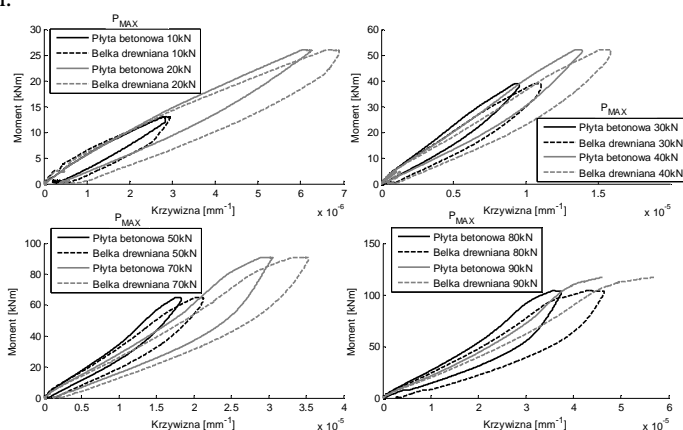 1.
P MAX
Płyta betonowa 10kN
Belka drewniana 10kN
Płyta betonowa 20kN
Belka drewniana 20kN
Moment [kNm]
30
25
20
15
10
5
0
0 1 2 3 4 5 6 7
Krzywizna [mm⁻¹]
x 10⁻⁶
P MAX
Płyta betonowa 30kN
Belka drewniana 30kN
Płyta betonowa 40kN
Belka drewniana 40kN
Moment [kNm]
60
50
40
30
20
10
0
0 0.5 1 1.5
Krzywizna [mm⁻¹]
x 10⁻⁵
P MAX
Płyta betonowa 50kN
Belka drewniana 50kN
Płyta betonowa 70kN
Belka drewniana 70kN
Moment [kNm]
100
80
60
40
20
0
0 0.5 1 1.5 2 2.5 3 3.5 4
Krzywizna [mm⁻¹]
x 10⁻⁵
P MAX
Płyta betonowa 80kN
Belka drewniana 80kN
Płyta betonowa 90kN
Belka drewniana 90kN
Moment [kNm]
150
100
50
0
0 1 2 3 4 5 6
Krzywizna [mm⁻¹]
x 10⁻⁵